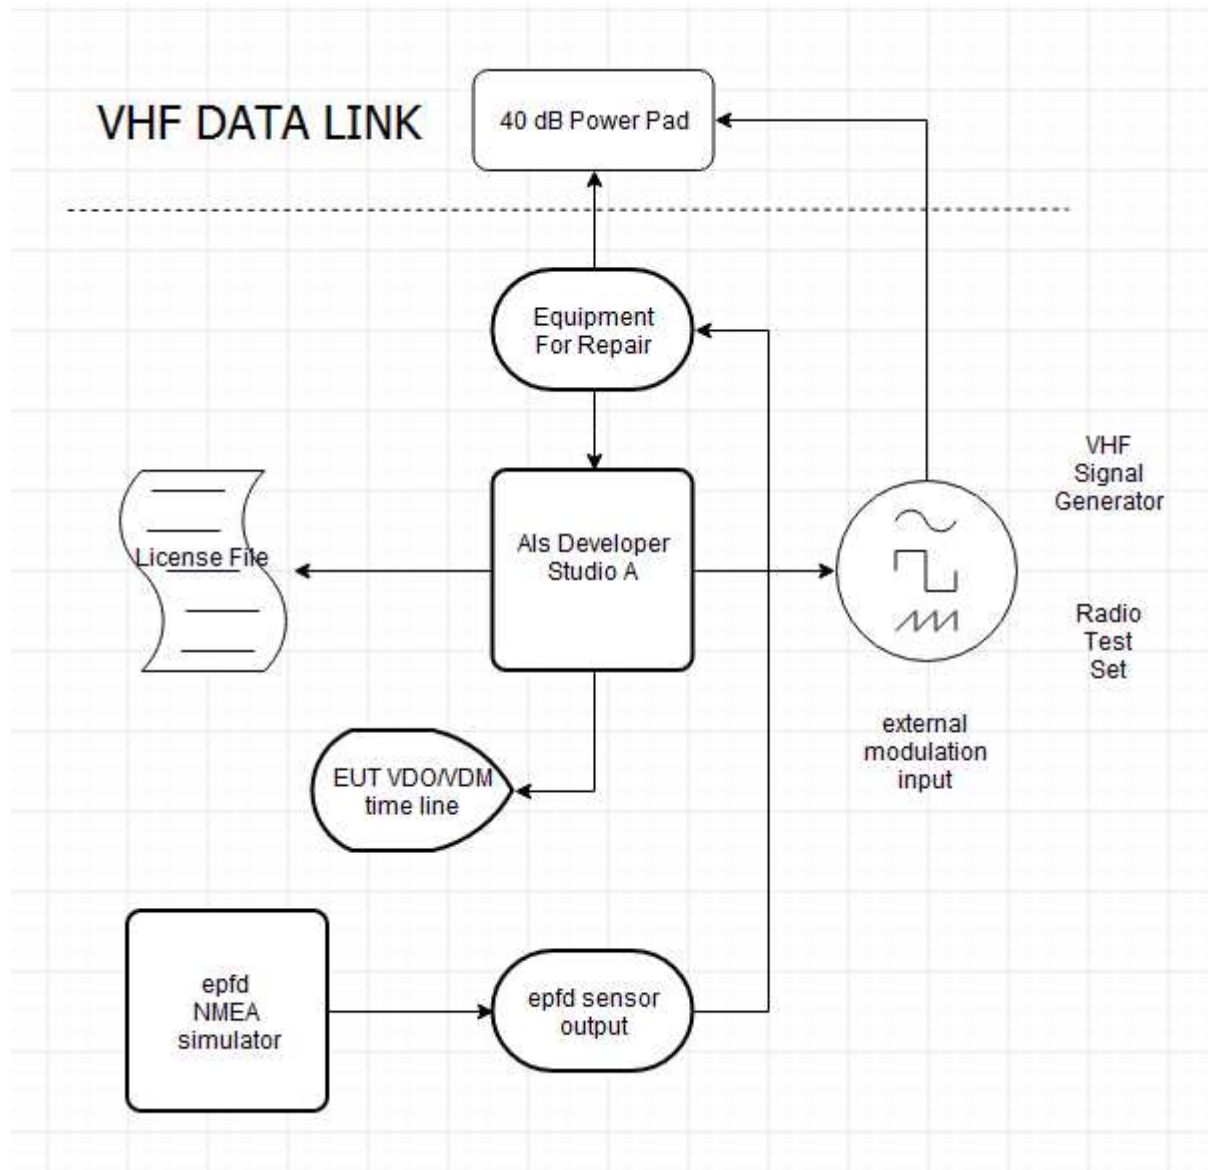 VHF DATA LINK
40 dB Power Pad
Equipment
For Repair
License File
AIs Developer
Studio A
VHF
Signal
Generator
Radio
Test
Set
external
modulation
input
EUT VDO/VDM
time line
epfd
NMEA
simulator
epfd sensor
output